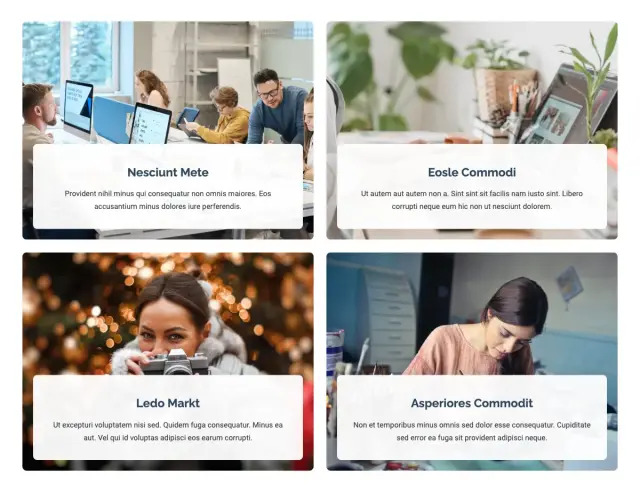 Nesciunt Mete
Provident nihil minus qui consequatur non omnis maiores. Eos
accusantium minus dolores iure perferendis.
Eosle Commodi
Ut autem aut autem non a. Sint sint sit facilis nam iusto sint. Libero
corrupti neque eum hic non ut nesciunt dolorem.
Ledo Markt
Ut excepturi voluptatem nisi sed. Quidem fuga consequatur. Minus ea
aut. Vel qui id voluptas adipisci eos earum corrupti.
Asperiores Commodit
Non et temporibus minus omnis sed dolor esse consequatur. Cupiditate
sed error ea fuga sit provident adipisci neque.